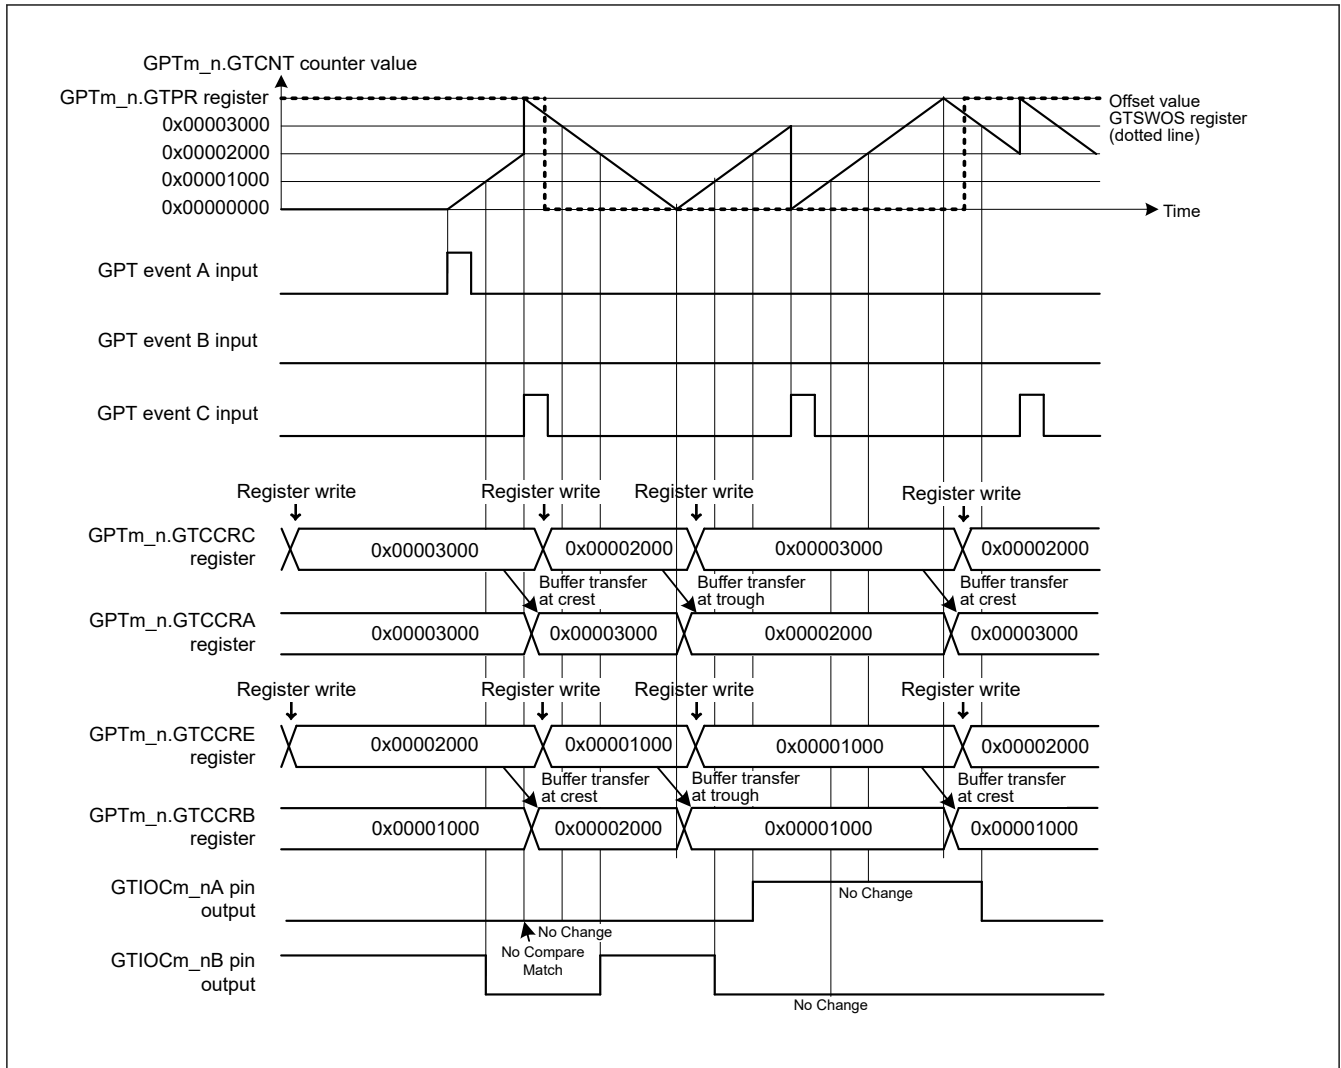 GPTm_n.GTCNT counter value
GPTm_n.GTPR register
0x00003000
0x00002000
0x00001000
0x00000000
Offset value
GTSWOS register
(dotted line)
Time
GPT event A input
GPT event B input
GPT event C input
Register write Register write Register write Register write
GPTm_n.GTCCRC
register
0x00003000 0x00002000 0x00003000 0x00002000
Buffer transfer
at crest
Buffer transfer
at trough
Buffer transfer
at crest
GPTm_n.GTCCRA
register
0x00003000 0x00003000 0x00002000 0x00003000
Register write Register write Register write Register write
GPTm_n.GTCCRE
register
0x00002000 0x00001000 0x00001000 0x00002000
Buffer transfer
at crest
Buffer transfer
at trough
Buffer transfer
at crest
GPTm_n.GTCCRB
register
0x00001000 0x00002000 0x00001000 0x00001000
GTIOCm_nA pin
output
No Change
No Change
No Compare
Match
GTIOCm_nB pin
output
No Change